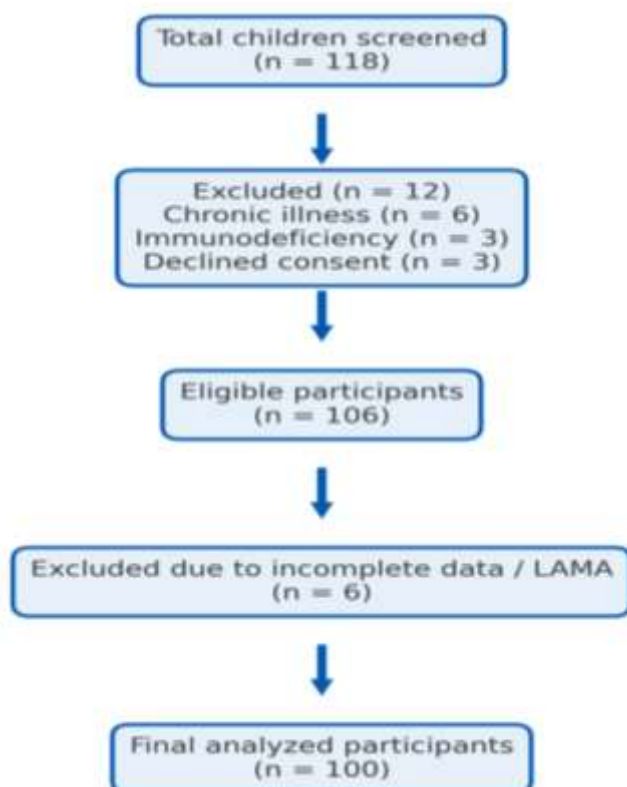 Total children screened
(n = 118)
Excluded (n = 12)
Chronic illness (n = 6)
Immunodeficiency (n = 3)
Declined consent (n = 3)
Eligible participants
(n = 106)
Excluded due to incomplete data / LAMA
(n = 6)
Final analyzed participants
(n = 100)